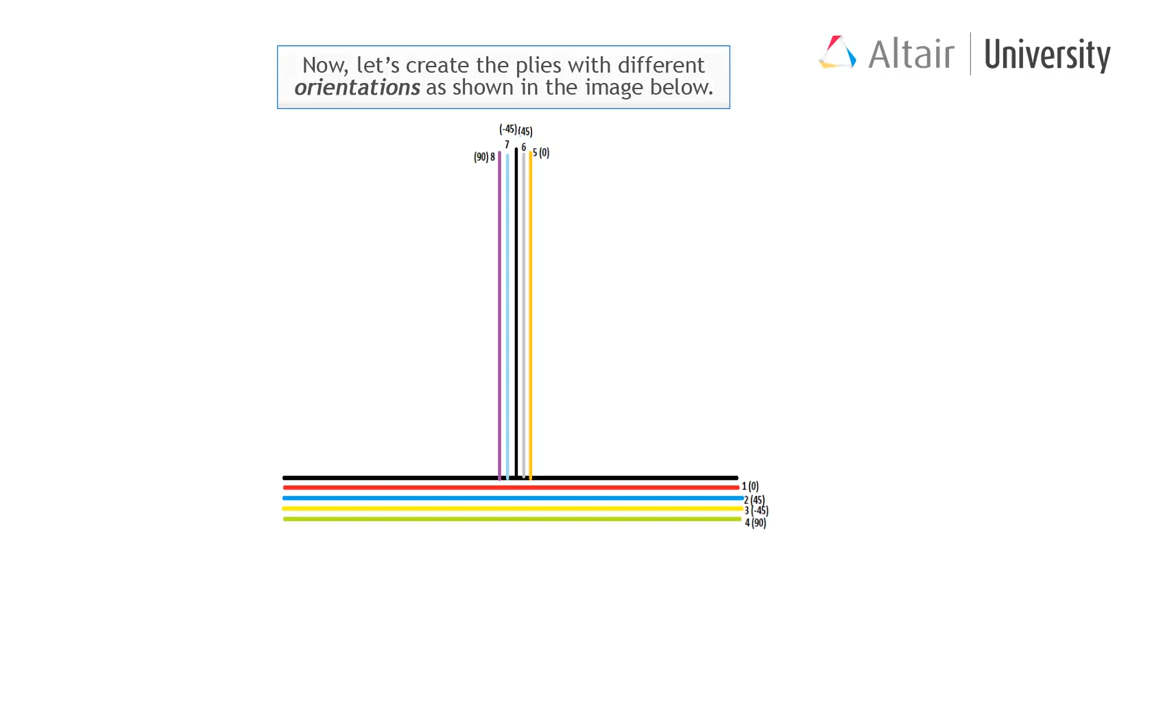 Altair | University
Now, let's create the plies with different
orientations as shown in the image below.
(-45) (45)
(90) 8 7 6 5 (0)
1 (0)
2 (45)
3 (-45)
4 (90)